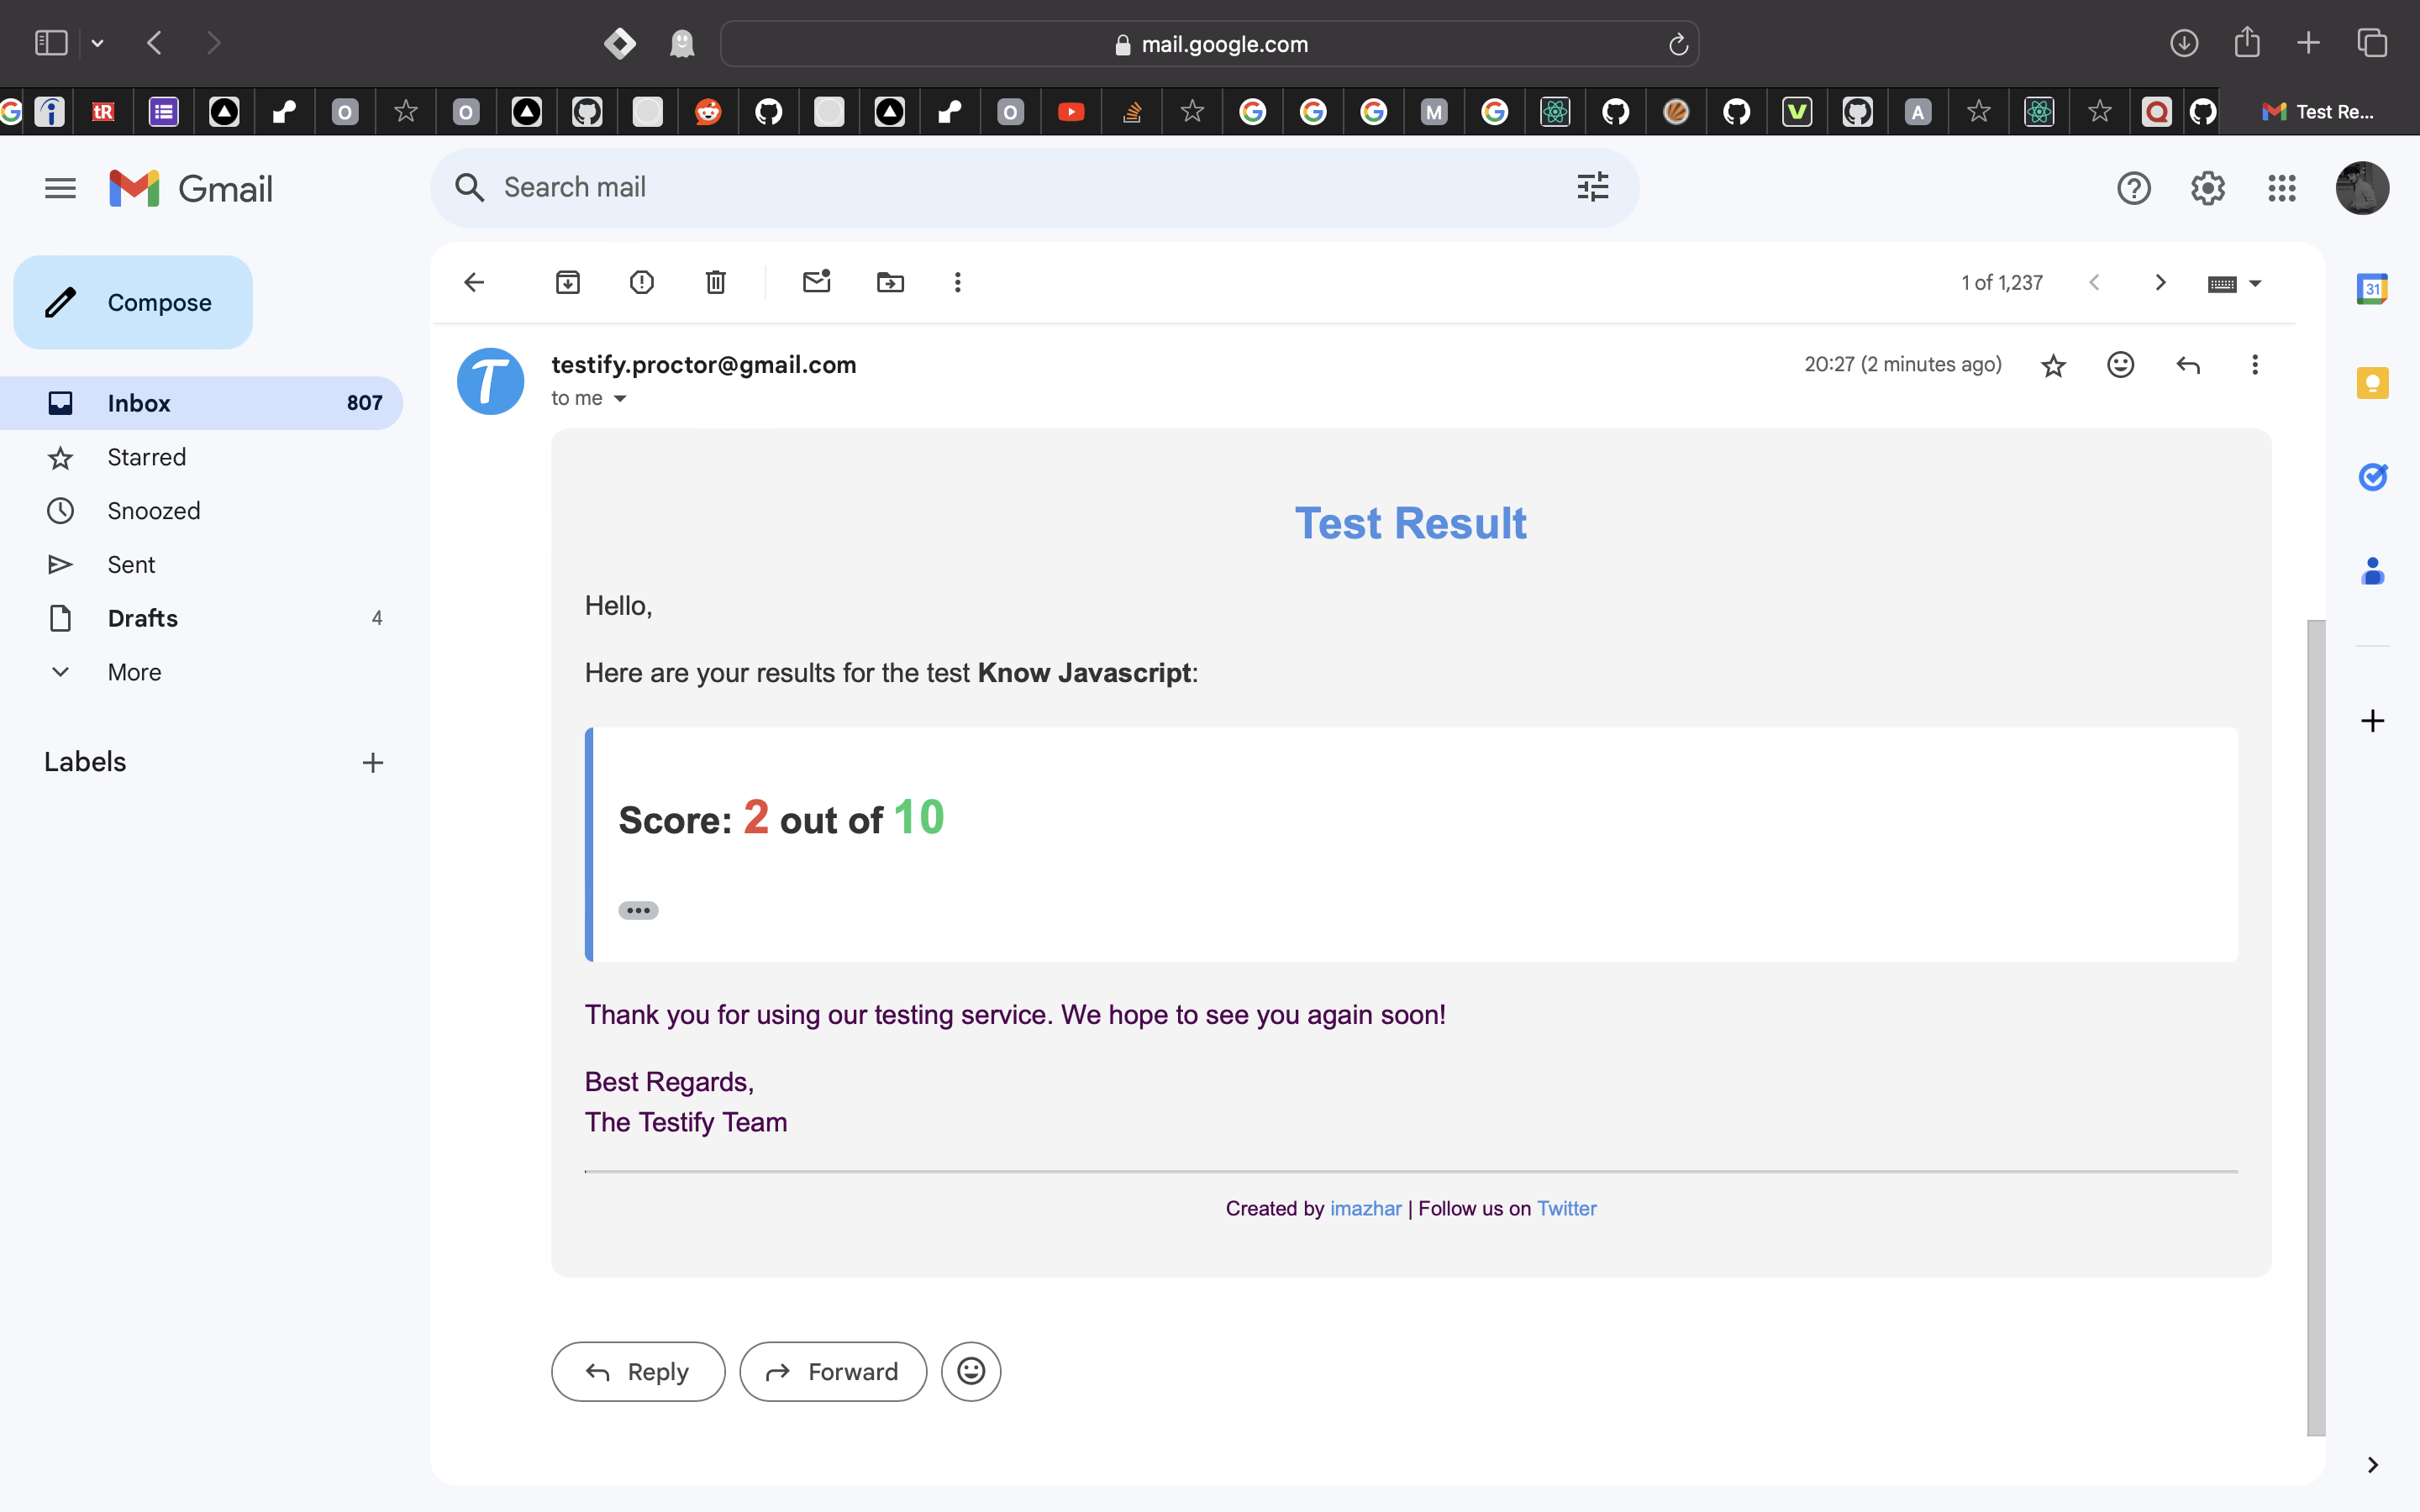 mail.google.com
tR
O
O
O
M
V
A
Test Re...
Gmail
Search mail
Compose
1 of 1,237
31
Inbox 807
Starred
Snoozed
Sent
Drafts 4
More
Labels
T
testify.proctor@gmail.com
20:27 (2 minutes ago)
to me
Test Result
Hello,
Here are your results for the test Know Javascript:
Score: 2 out of 10
Thank you for using our testing service. We hope to see you again soon!
Best Regards,
The Testify Team
Created by imazhar | Follow us on Twitter
Reply
Forward